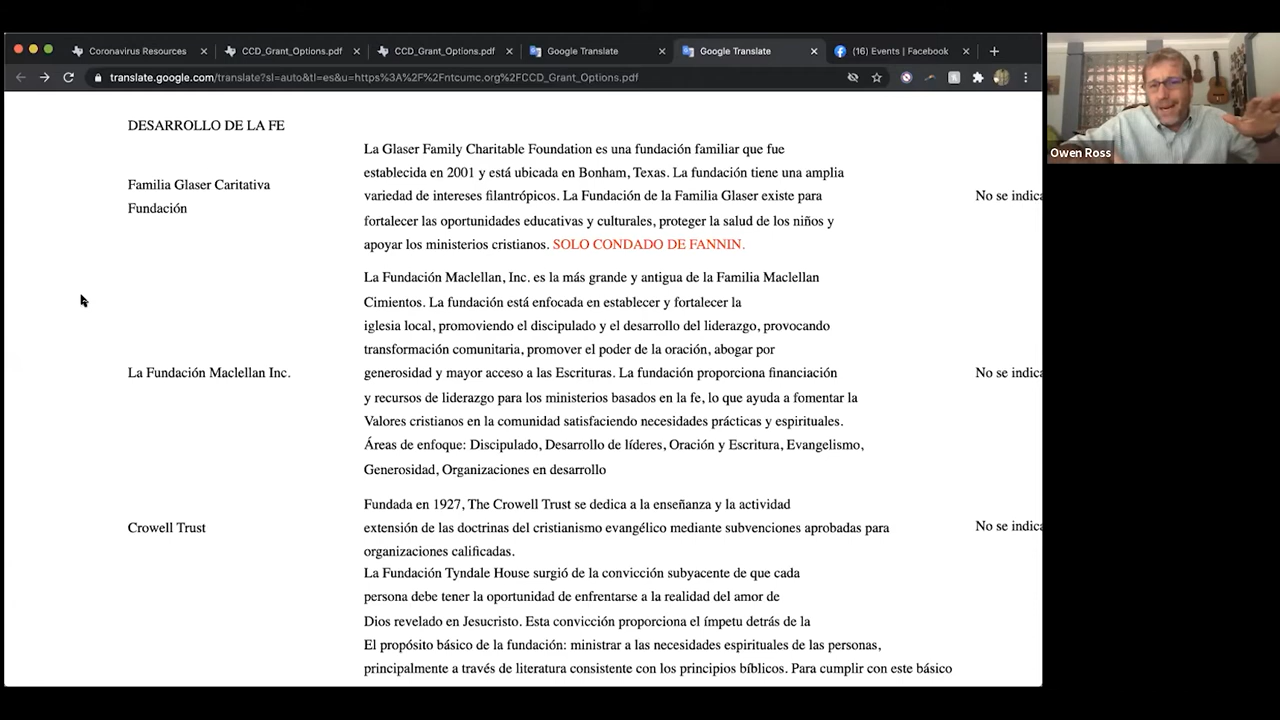 Coronavirus Resources
CCD_Grant_Options.pdf
CCD_Grant_Options.pdf
Google Translate
Google Translate
(16) Events | Facebook
translate.google.com/translate?sl=auto&tl=es&u=https%3A%2F%2Fntcumc.org%2FCCD_Grant_Options.pdf
Owen Ross
DESARROLLO DE LA FE
Familia Glaser Caritativa
Fundación
La Glaser Family Charitable Foundation es una fundación familiar que fue
establecida en 2001 y está ubicada en Bonham, Texas. La fundación tiene una amplia
variedad de intereses filantrópicos. La Fundación de la Familia Glaser existe para
fortalecer las oportunidades educativas y culturales, proteger la salud de los niños y
apoyar los ministerios cristianos. SOLO CONDADO DE FANNIN.
No se indica
La Fundación Maclellan Inc.
La Fundación Maclellan, Inc. es la más grande y antigua de la Familia Maclellan
Cimientos. La fundación está enfocada en establecer y fortalecer la
iglesia local, promoviendo el discipulado y el desarrollo del liderazgo, provocando
transformación comunitaria, promover el poder de la oración, abogar por
generosidad y mayor acceso a las Escrituras. La fundación proporciona financiación
y recursos de liderazgo para los ministerios basados en la fe, lo que ayuda a fomentar la
Valores cristianos en la comunidad satisfaciendo necesidades prácticas y espirituales.
Áreas de enfoque: Discipulado, Desarrollo de líderes, Oración y Escritura, Evangelismo,
Generosidad, Organizaciones en desarrollo
No se indica
Crowell Trust
Fundada en 1927, The Crowell Trust se dedica a la enseñanza y la actividad
extensión de las doctrinas del cristianismo evangélico mediante subvenciones aprobadas para
organizaciones calificadas.
No se indica
La Fundación Tyndale House surgió de la convicción subyacente de que cada
persona debe tener la oportunidad de enfrentarse a la realidad del amor de
Dios revelado en Jesucristo. Esta convicción proporciona el ímpetu detrás de la
El propósito básico de la fundación: ministrar a las necesidades espirituales de las personas,
principalmente a través de literatura consistente con los principios bíblicos. Para cumplir con este básico